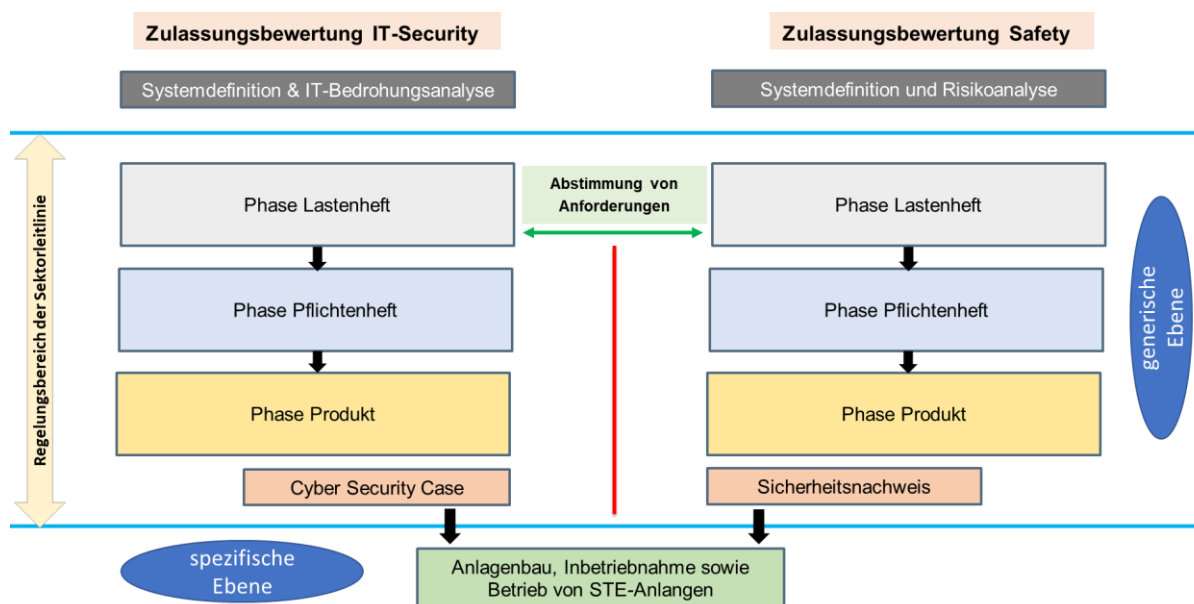 Zulassungsbewertung IT-Security
Zulassungsbewertung Safety
Systemdefinition & IT-Bedrohungsanalyse
Systemdefinition und Risikoanalyse
Regelungsbereich der Sektorleitlinie
Phase Lastenheft
Abstimmung von
Anforderungen
Phase Lastenheft
Phase Pflichtenheft
Phase Pflichtenheft
generische
Ebene
Phase Produkt
Phase Produkt
Cyber Security Case
Sicherheitsnachweis
spezifische
Ebene
Anlagenbau, Inbetriebnahme sowie
Betrieb von STE-Anlangen